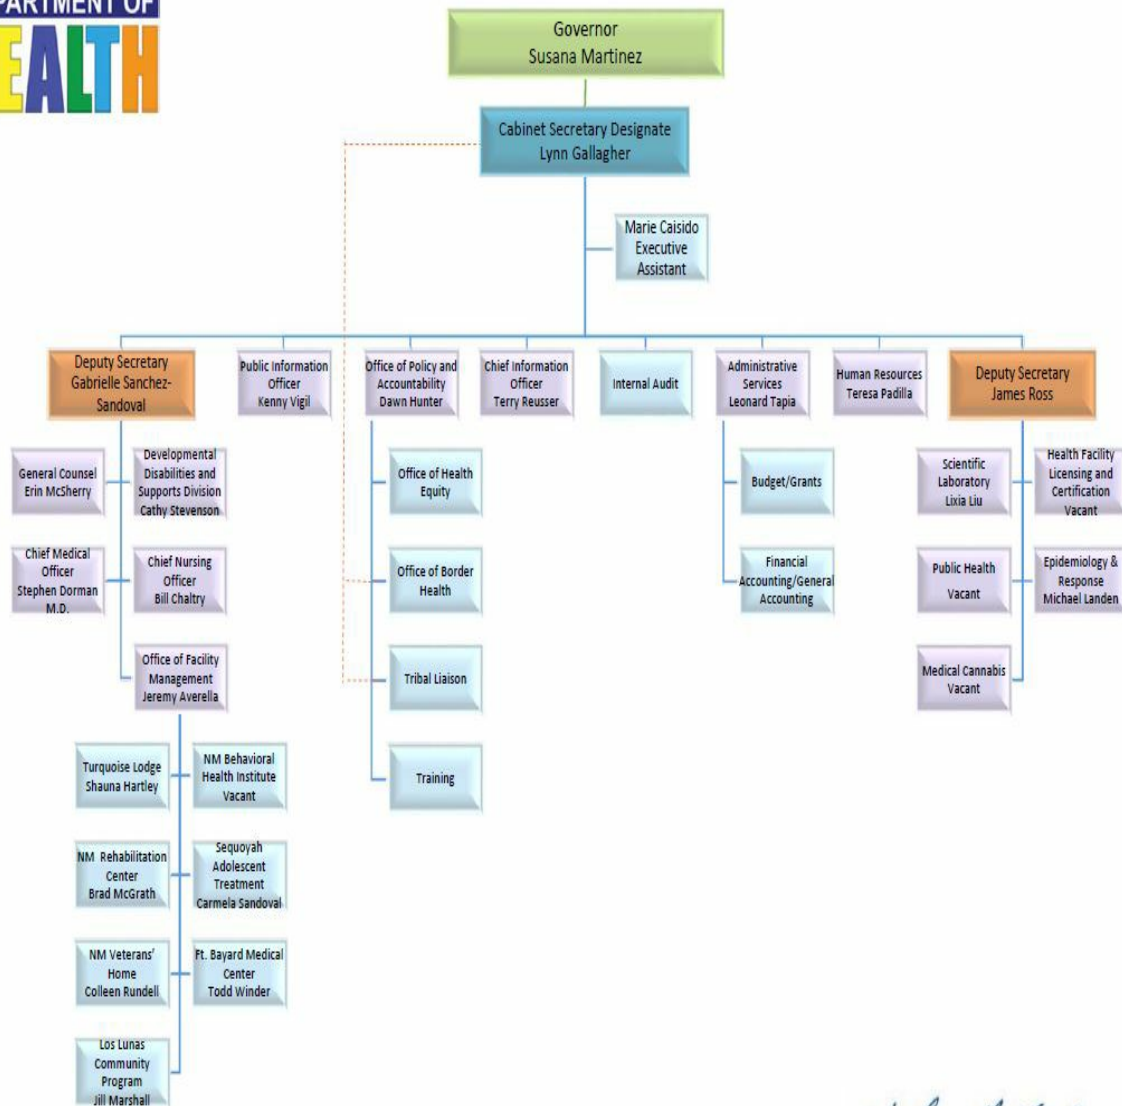 PARTMENT OF
EALTH
Governor
Susana Martinez
Cabinet Secretary Designate
Lynn Gallagher
Marie Caisido
Executive
Assistant
Deputy Secretary
Gabrielle Sanchez-
Sandoval
Public Information
Officer
Kenny Vigil
Office of Policy and
Accountability
Dawn Hunter
Chief Information
Officer
Terry Reusser
Internal Audit
Administrative
Services
Leonard Tapia
Human Resources
Teresa Padilla
Deputy Secretary
James Ross
General Counsel
Erin McSherry
Developmental
Disabilities and
Supports Division
Cathy Stevenson
Chief Medical
Officer
Stephen Dorman
M.D.
Chief Nursing
Officer
Bill Chaltry
Office of Facility
Management
Jeremy Averella
Turquoise Lodge
Shauna Hartley
NM Behavioral
Health Institute
Vacant
NM Rehabilitation
Center
Brad McGrath
Sequoyah
Adolescent
Treatment
Carmela Sandoval
NM Veterans'
Home
Colleen Rundell
Ft. Bayard Medical
Center
Todd Winder
Los Lunas
Community
Program
Jill Marshall
Office of Health
Equity
Office of Border
Health
Tribal Liaison
Training
Budget/Grants
Financial
Accounting/General
Accounting
Scientific
Laboratory
Lixia Liu
Health Facility
Licensing and
Certification
Vacant
Public Health
Vacant
Epidemiology &
Response
Michael Landen
Medical Cannabis
Vacant